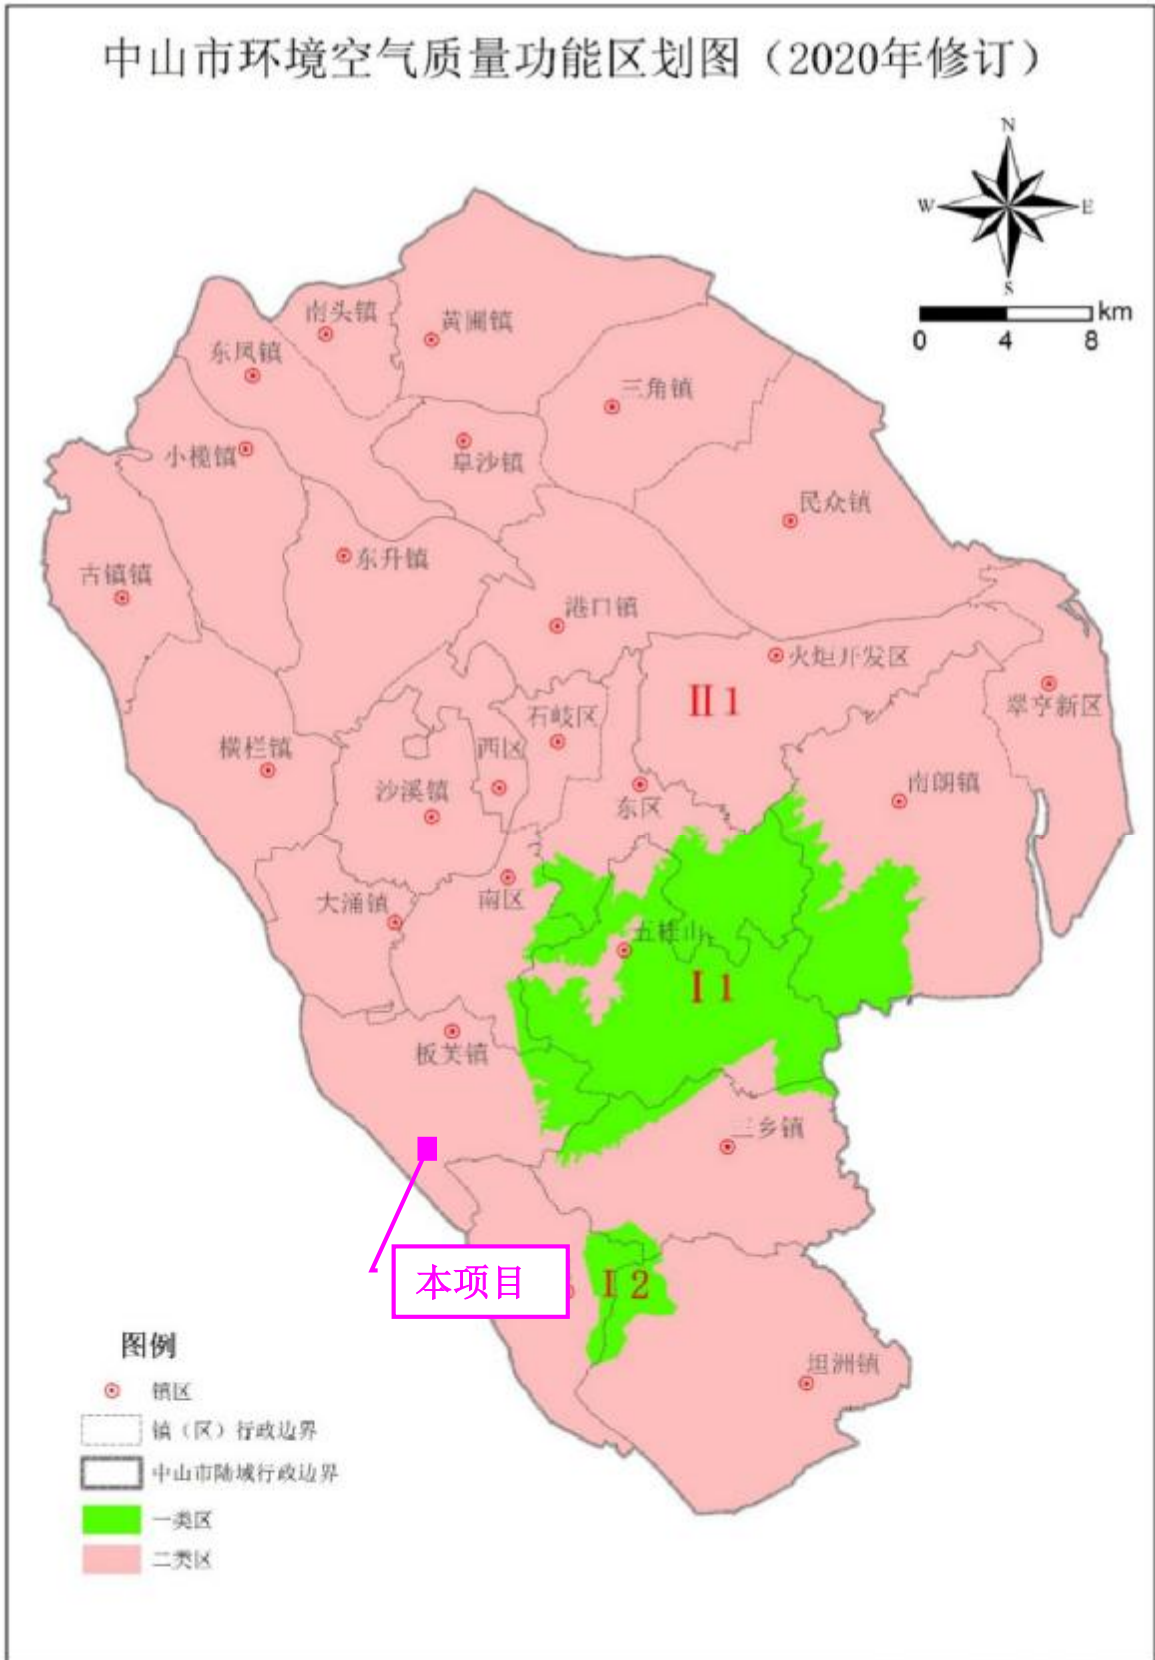 中山市环境空气质量功能区划图（2020年修订）
N
W
E
S
km
0 4 8
南头镇
黄圃镇
东凤镇
三角镇
小榄镇
阜沙镇
民众镇
东升镇
古镇镇
港口镇
火炬开发区
II 1
翠亨新区
石岐区
横栏镇
西区
沙溪镇
东区
南朗镇
大涌镇
南区
五桂山
I 1
板芙镇
三乡镇
本项目
I 2
坦洲镇
图例
镇区
镇（区）行政边界
中山市陆域行政边界
一类区
二类区